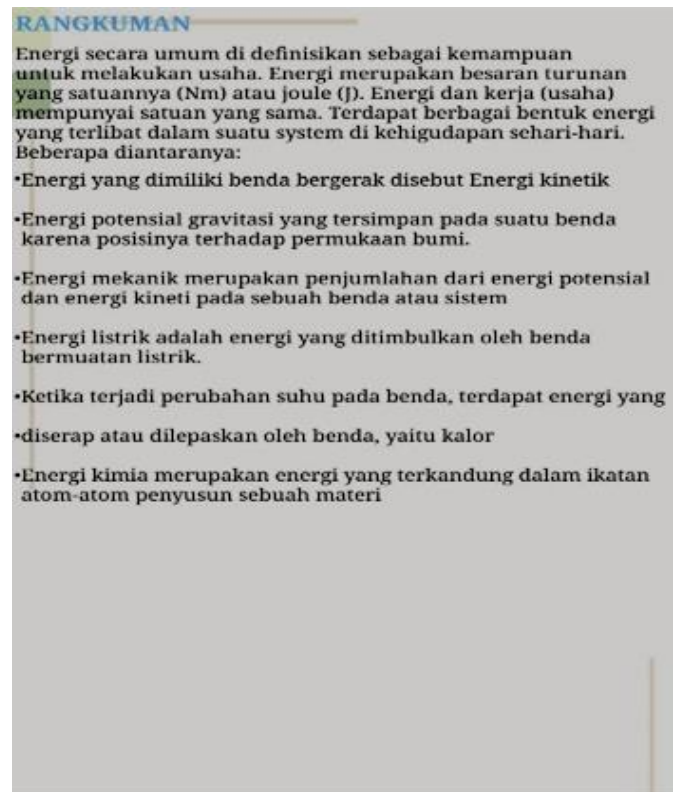 RANGKUMAN
Energi secara umum di definisikan sebagai kemampuan
untuk melakukan usaha. Energi merupakan besaran turunan
yang satuannya (Nm) atau joule (J). Energi dan kerja (usaha)
mempunyai satuan yang sama. Terdapat berbagai bentuk energi
yang terlibat dalam suatu system di kehigudapan sehari-hari.
Beberapa diantaranya:
•Energi yang dimiliki benda bergerak disebut Energi kinetik
•Energi potensial gravitasi yang tersimpan pada suatu benda
karena posisinya terhadap permukaan bumi.
•Energi mekanik merupakan penjumlahan dari energi potensial
dan energi kineti pada sebuah benda atau sistem
•Energi listrik adalah energi yang ditimbulkan oleh benda
bermuatan listrik.
•Ketika terjadi perubahan suhu pada benda, terdapat energi yang
•diserap atau dilepaskan oleh benda, yaitu kalor
•Energi kimia merupakan energi yang terkandung dalam ikatan
atom-atom penyusun sebuah materi